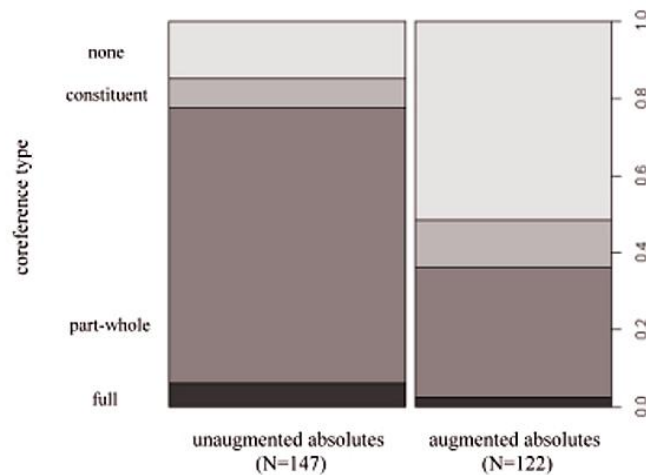 none
constituent
coreference type
part-whole
full
1.0
0.8
0.6
0.4
0.2
0.0
unaugmented absolutes
(N=147)
augmented absolutes
(N=122)